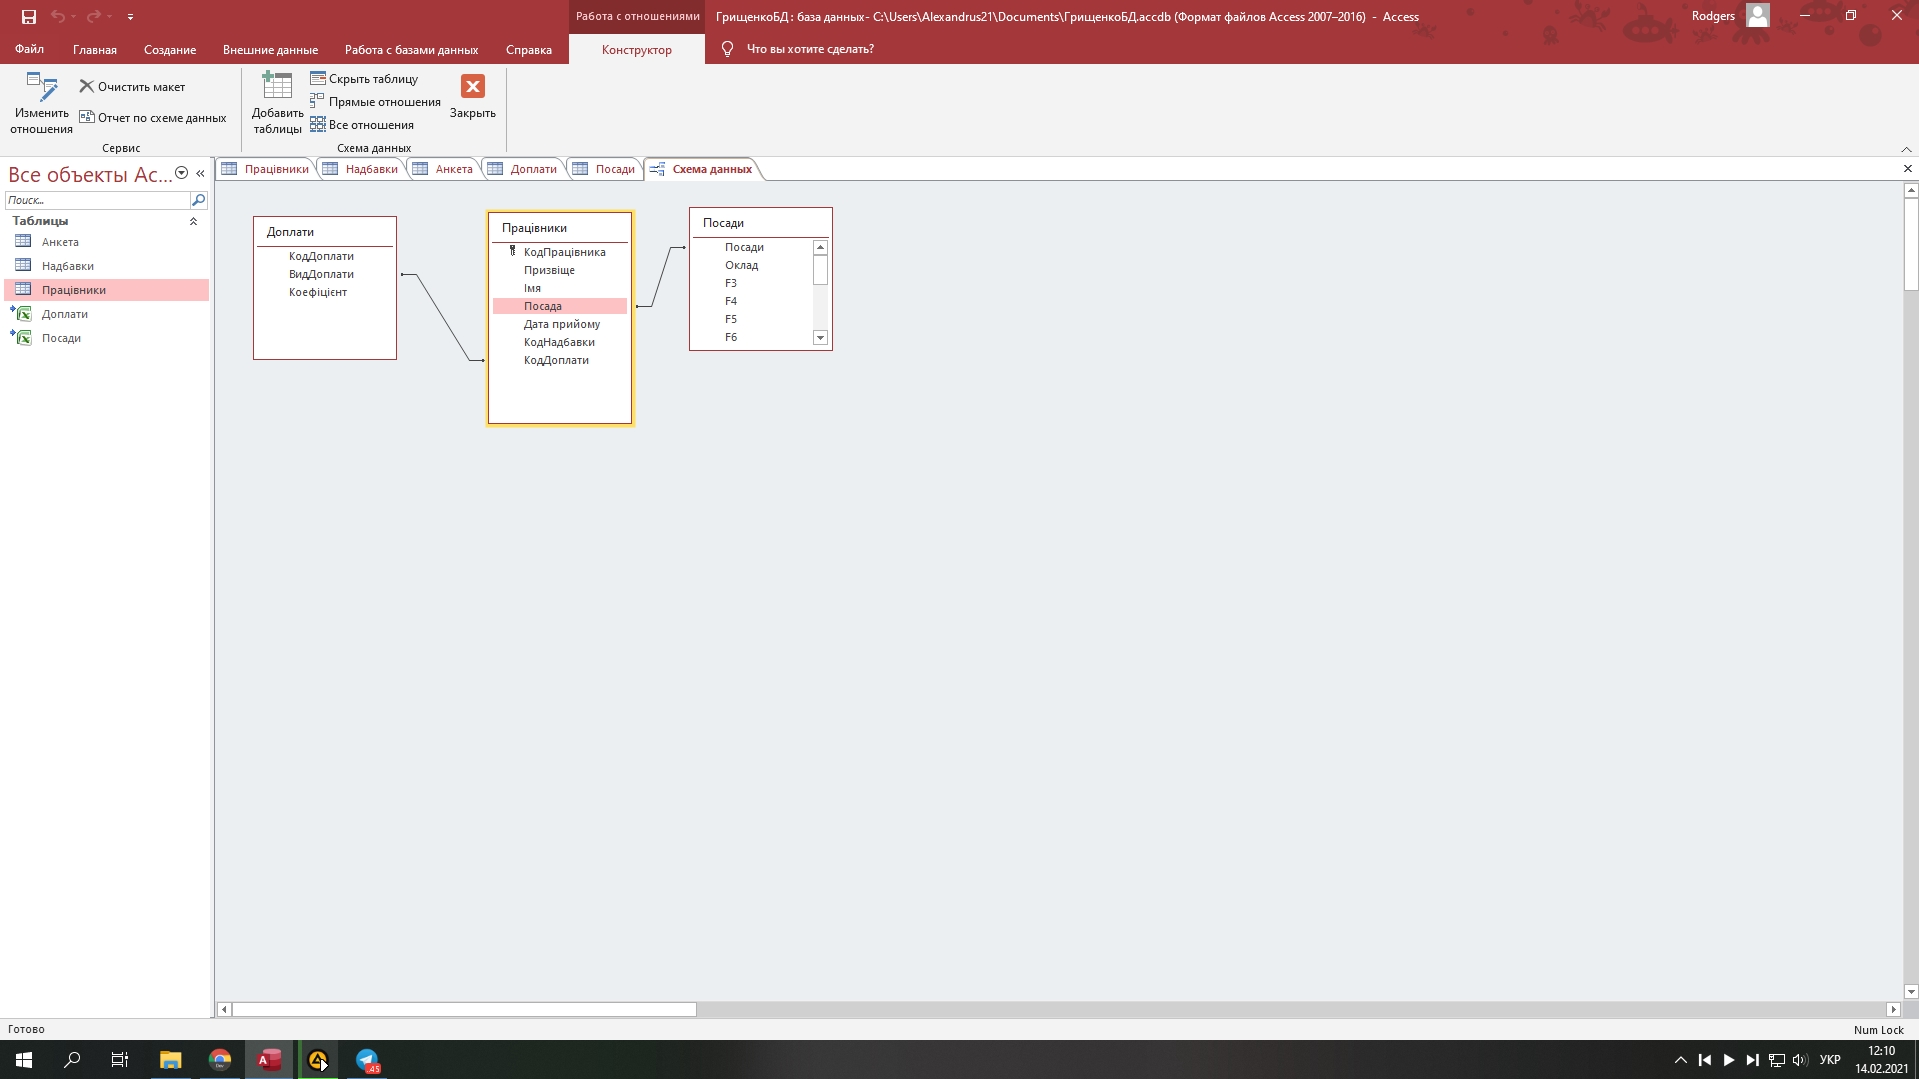 Работа с отношениями
ГрищенкоБД : база данных- C:\Users\Alexandrus21\Documents\ГрищенкоБД.accdb (Формат файлов Access 2007–2016) - Access
Rodgers
Файл
Главная
Создание
Внешние данные
Работа с базами данных
Справка
Конструктор
Что вы хотите сделать?
Изменить
отношения
Очистить макет
Отчет по схеме данных
Сервис
Добавить
таблицы
Скрыть таблицу
Прямые отношения
Все отношения
Закрыть
Схема данных
Все объекты Ac...
Поиск...
Таблицы
Анкета
Надбавки
Працівники
Доплати
Посади
Працівники
Надбавки
Анкета
Доплати
Посади
Схема данных
Доплати
КодДоплати
ВидДоплати
Коефіцієнт
Працівники
КодПрацівника
Призвіще
Імя
Посада
Дата прийому
КодНадбавки
КодДоплати
Посади
Посади
Оклад
F3
F4
F5
F6
Готово
Num Lock
Dev
A
45
УКР
12:10
14.02.2021